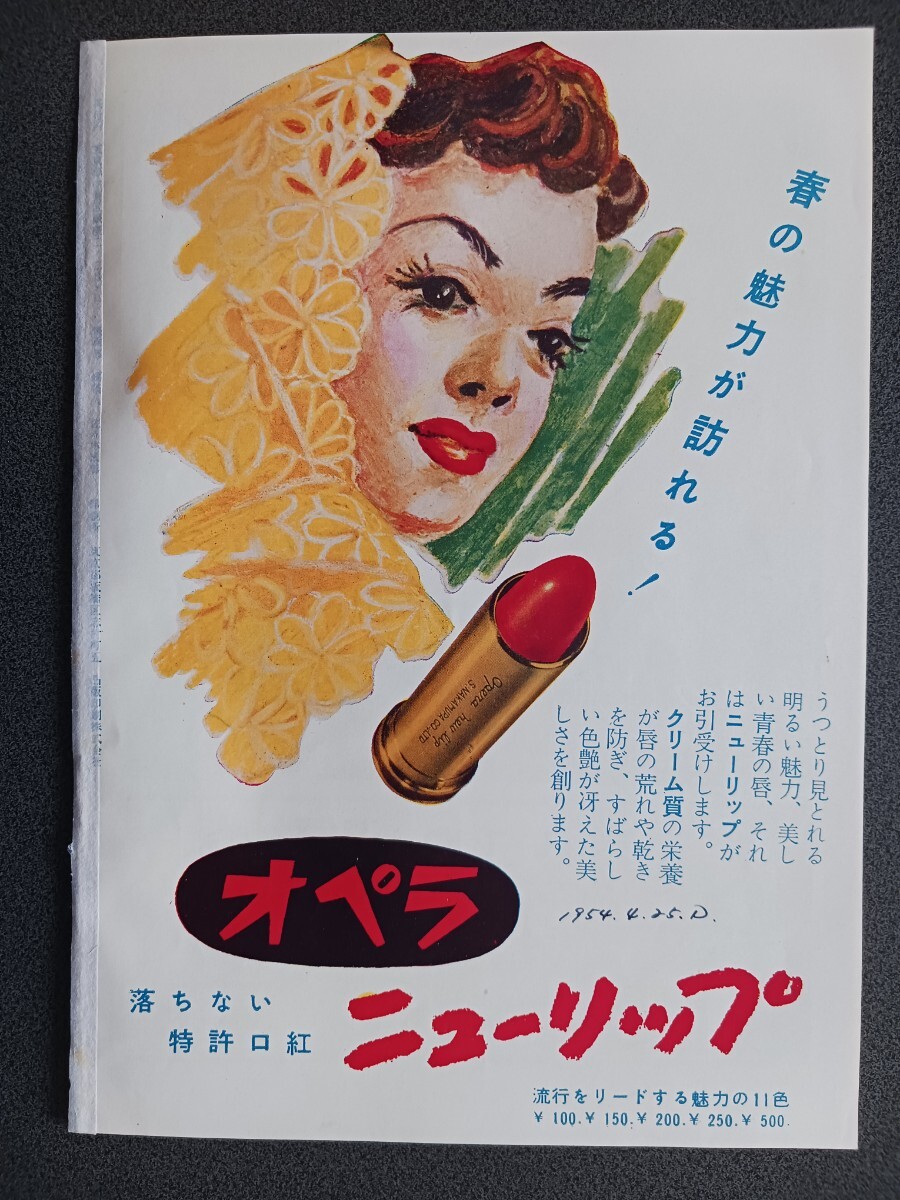 春の魅力が訪れる!
うつとり見とれる
明るい魅力、美し
い青春の唇、それ
はニューリップが
お引受けします。
クリーム質の栄養
が唇の荒れや乾き
を防ぎ、すばらし
い色艶が冴えた美
しさを創ります。
Opera new lip
S.NAKAMURA CO.,LTD
オペラ
1954.4.25.D.
落ちない
特許口紅
ニューリップ
流行をリードする魅力の11色
¥100.¥150.¥200.¥250.¥500.